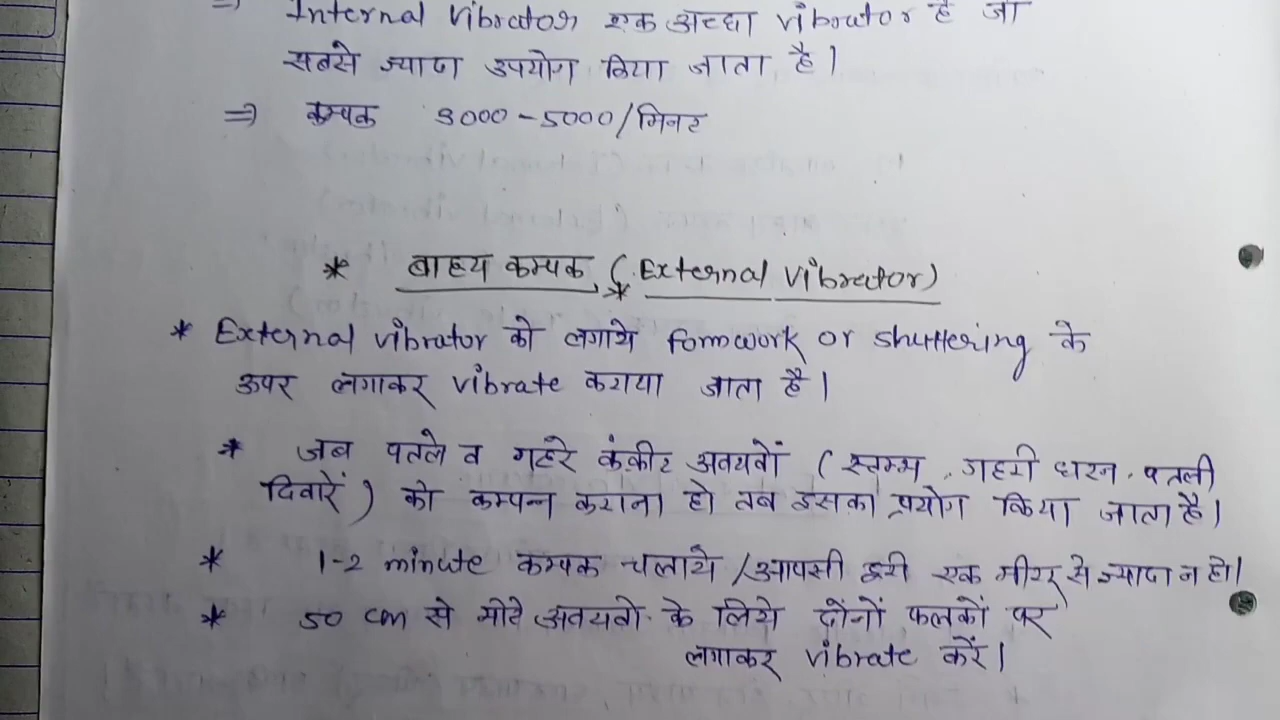 ⇒ Internal vibrator एक अच्छा vibrator है जो
सबसे ज्यादा उपयोग किया जाता है।
⇒ कम्पक 3000-5000/मिनट
* बाह्य कम्पक (External Vibrator)
* External vibrator को लगाये formwork or shuttering के
ऊपर लगाकर vibrate कराया जाता है।
* जब पतले व गहरे कंक्रीट अवयवों (स्तम्भ, गहरी धरन, पतली
दिवारें) को कम्पन्न कराना हो तब इसका प्रयोग किया जाता है।
* 1-2 minute कम्पक चलाये /आपसी दूरी एक मीटर से ज्यादा न हो।
* 50 cm से मोटे अवयवो के लिये दोंनों फलकों पर
लगाकर vibrate करें।